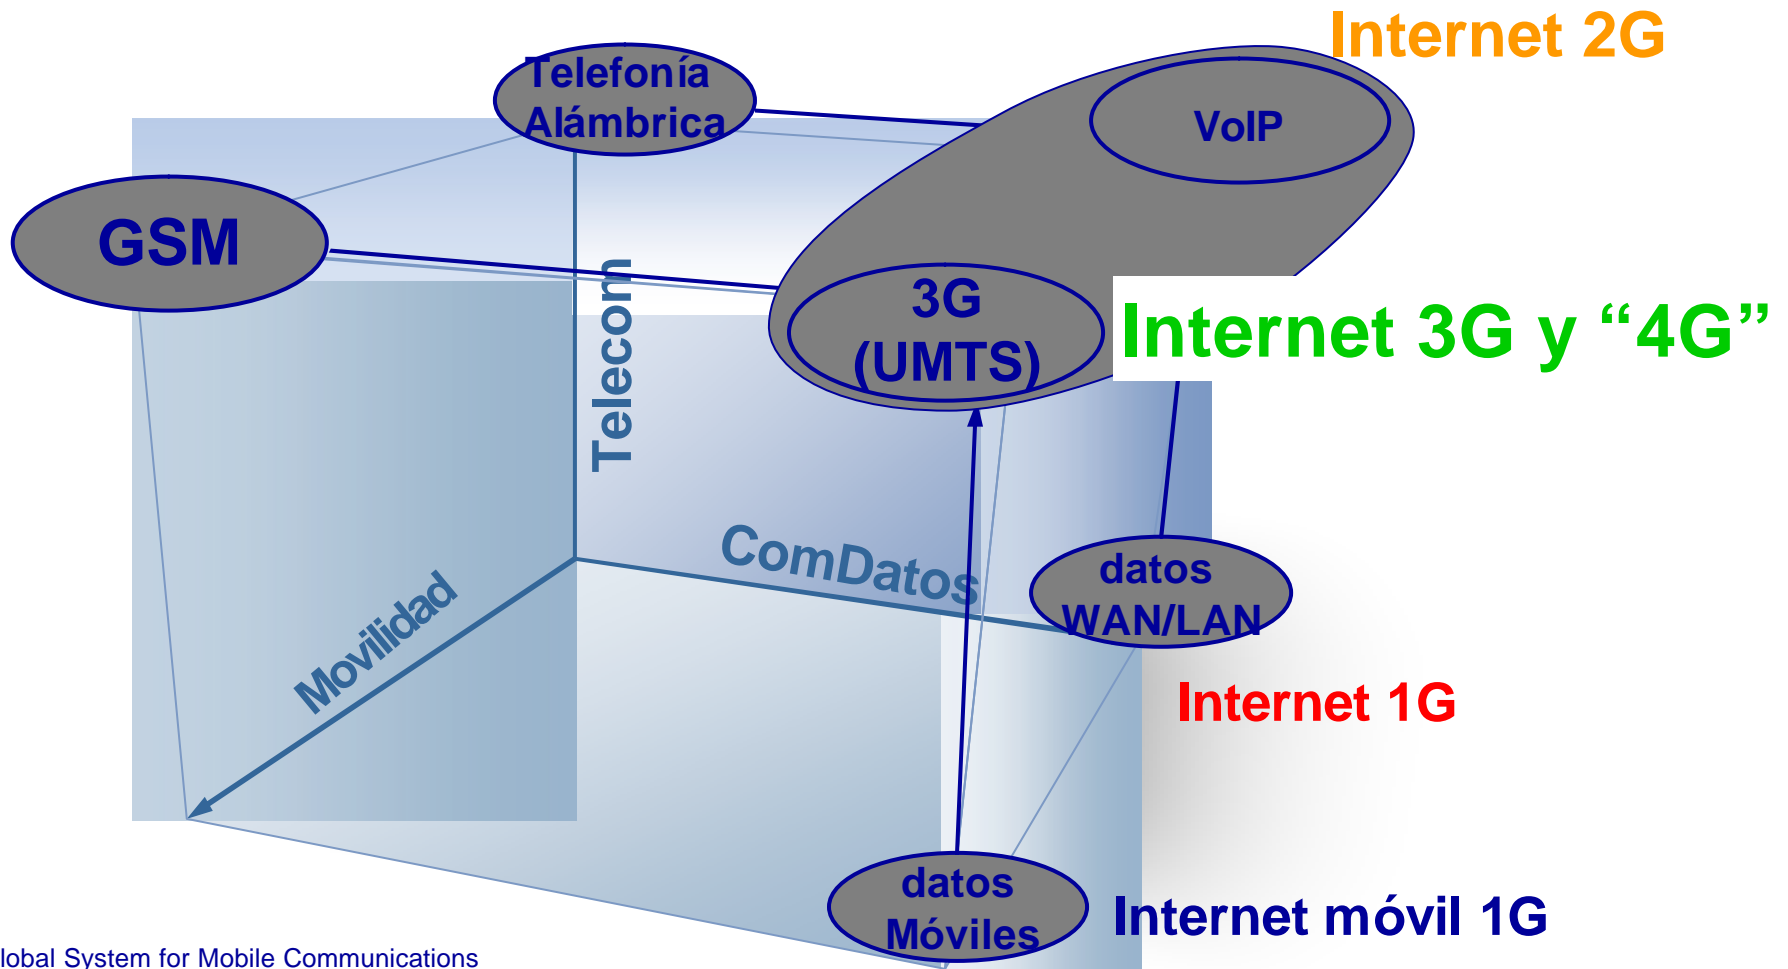 Internet 2G
Telefonía
Alámbrica
VoIP
GSM
Telecom
3G
(UMTS)
Internet 3G y “4G”
ComDatos
datos
WAN/LAN
Movilidad
Internet 1G
datos
Móviles
Internet móvil 1G
lobal System for Mobile Communications